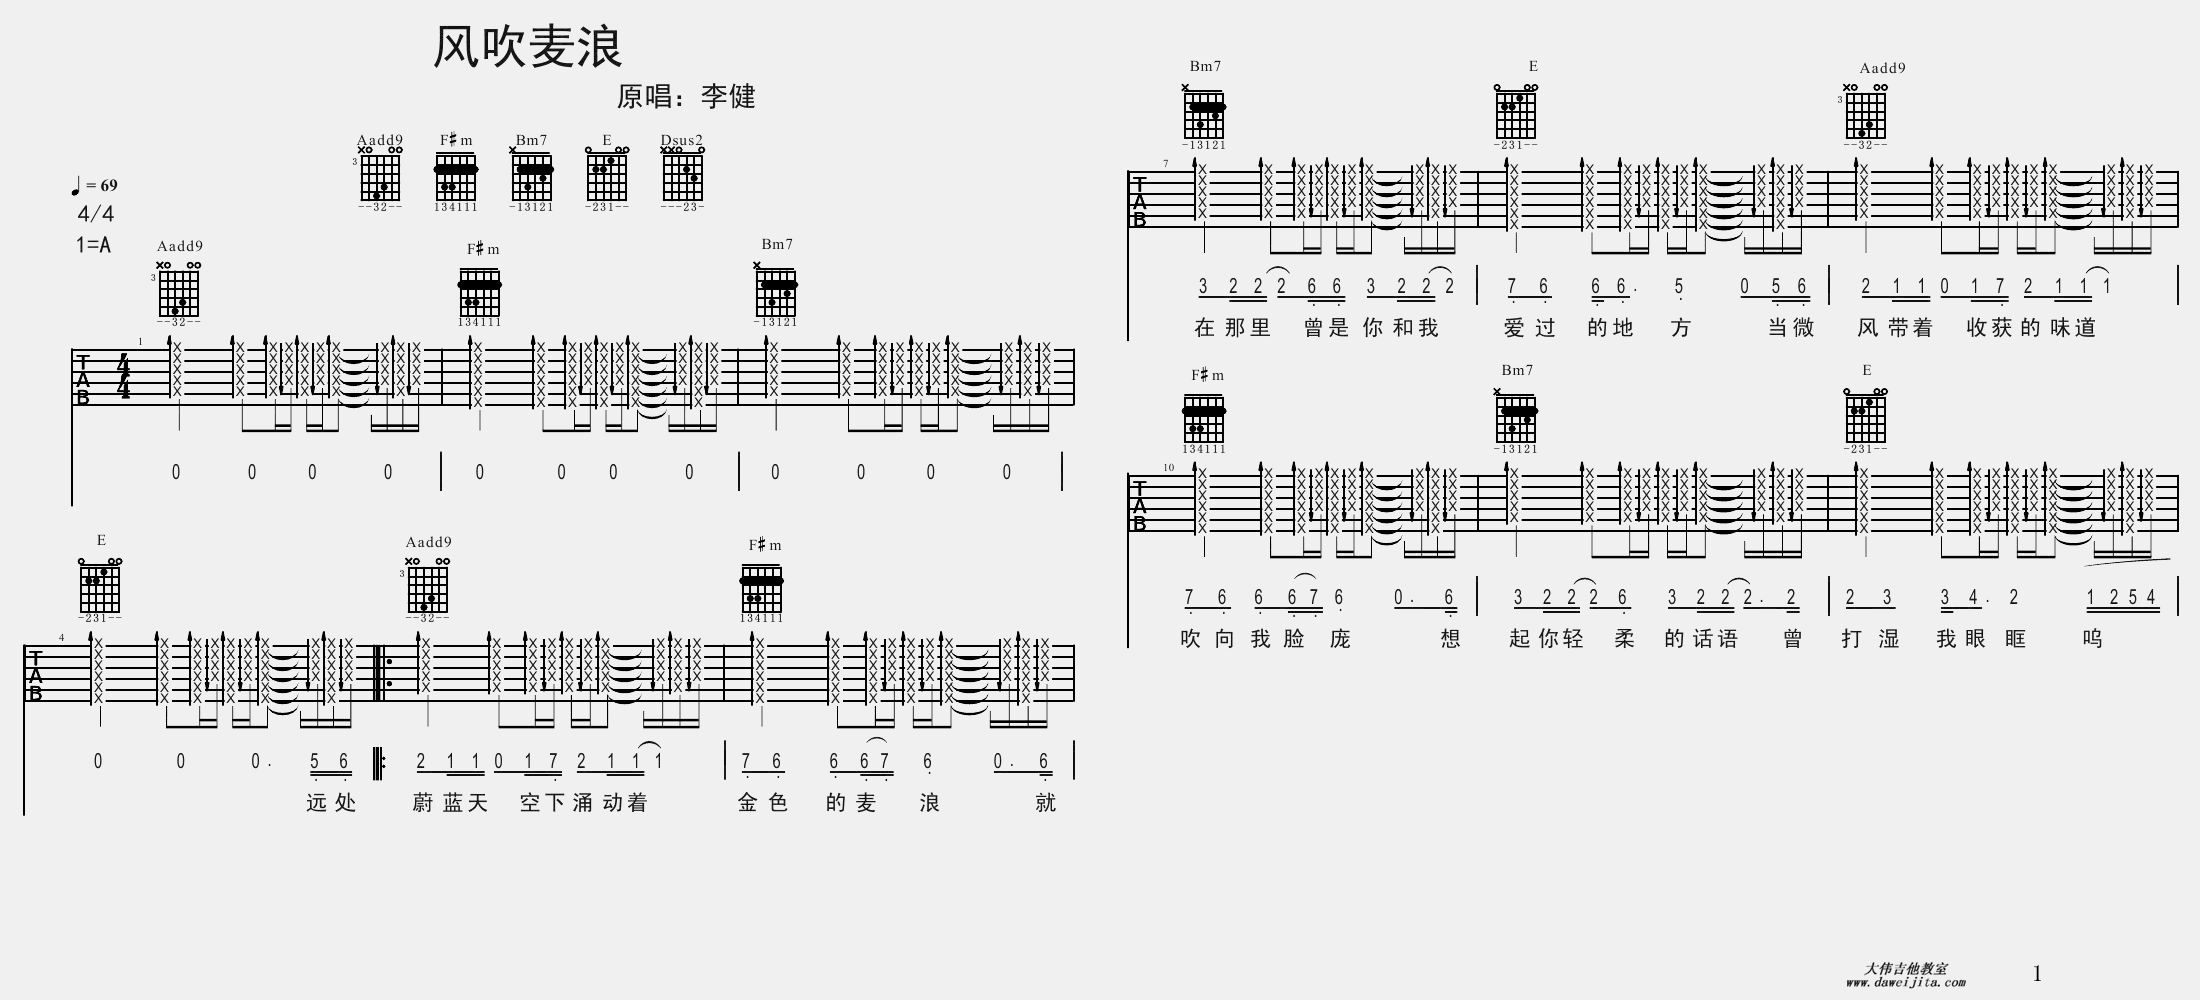 风吹麦浪
原唱：李健
Aadd9 F♯m Bm7 E Dsus2
3
--32-- 134111 -13121 -231-- ---23-
♩ = 69
4/4
1=A
Aadd9 F♯m Bm7
3
--32-- 134111 -13121
1
T A B 4 4
0 0 0 0 0 0 0 0 0 0 0 0
E Aadd9 F♯m
3
-231-- --32-- 134111
4
T A B
0 0 0. 5 6 2 1 1 0 1 7 2 1 1 1 7 6 6 6 7 6 0. 6
远处 蔚蓝天 空下涌动着 金色 的麦 浪 就
Bm7 E Aadd9
3
-13121 -231-- --32--
7
T A B
3 2 2 2 6 6 3 2 2 2 7 6 6 6. 5 0 5 6 2 1 1 0 1 7 2 1 1 1
在那里 曾是你和我 爱过 的地 方 当微 风带着 收获的味道
F♯m Bm7 E
134111 -13121 -231--
10
T A B
7 6 6 6 7 6 0. 6 3 2 2 2 6 3 2 2 2. 2 2 3 3 4. 2 1 2 5 4
吹向我脸 庞 想 起你轻 柔 的话语 曾 打湿 我眼眶 呜
大伟吉他教室
www.daweijita.com
1